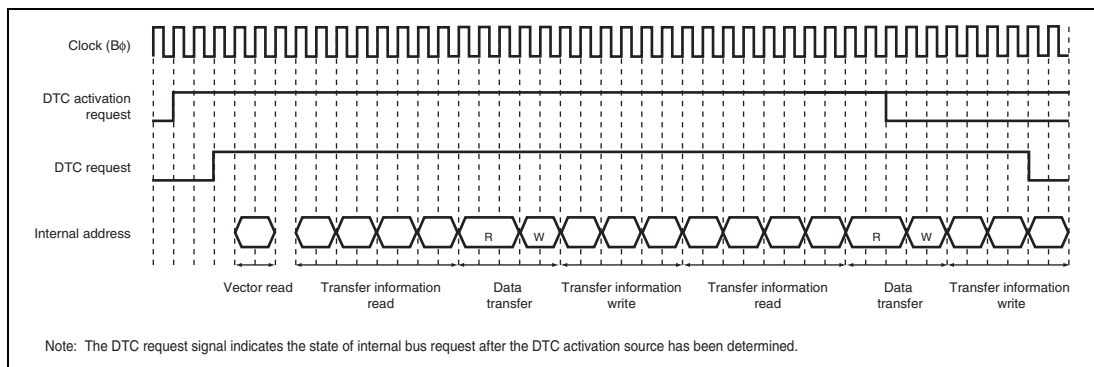 Clock (Bφ)
DTC activation
request
DTC request
Internal address
R
W
R
W
Vector read
Transfer information
read
Data
transfer
Transfer information
write
Transfer information
read
Data
transfer
Transfer information
write
Note: The DTC request signal indicates the state of internal bus request after the DTC activation source has been determined.